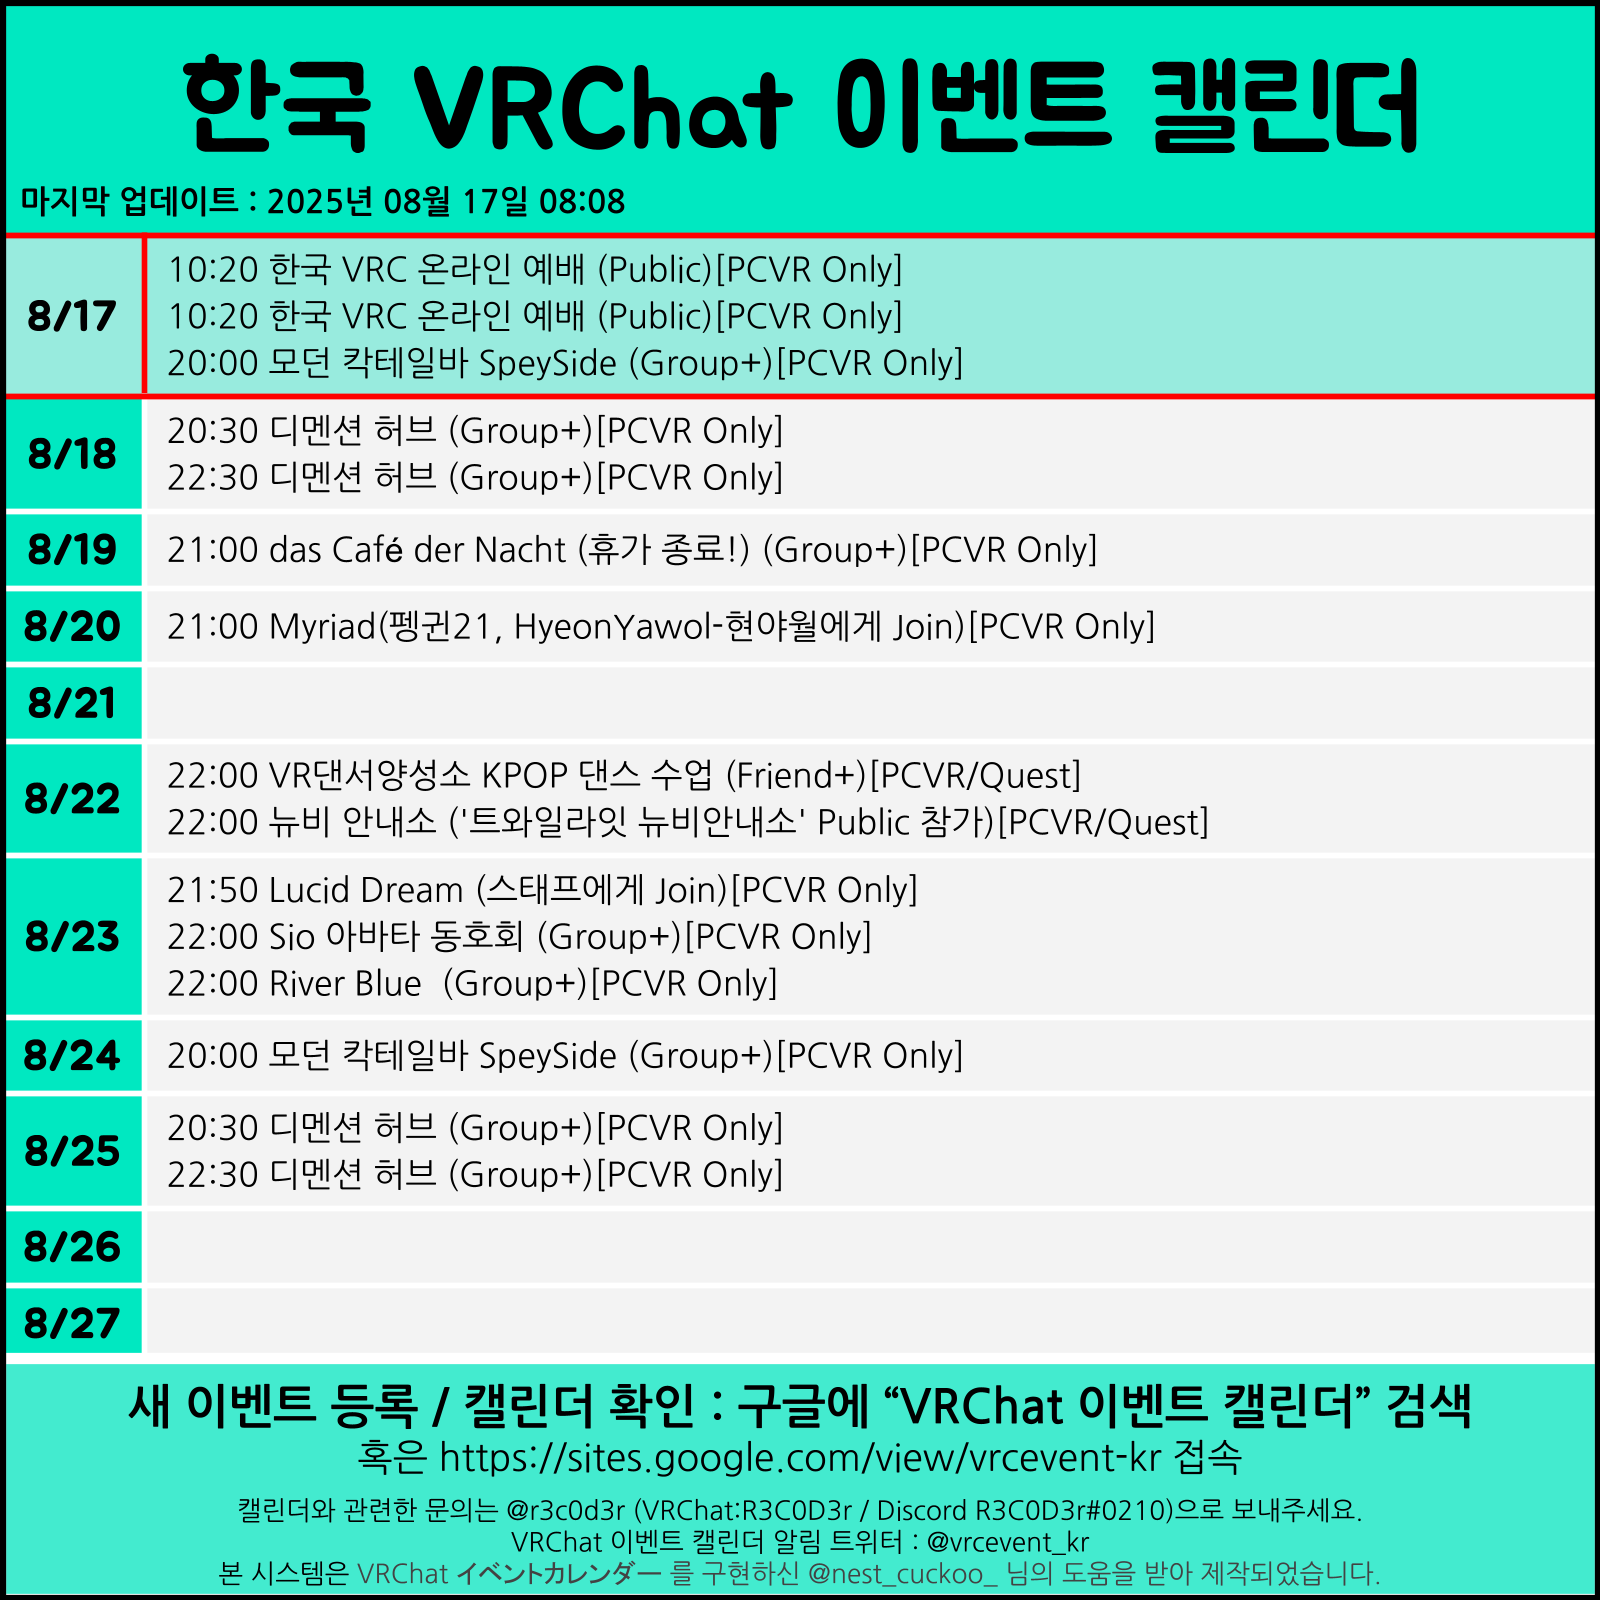 한국 VRChat 이벤트 캘린더
마지막 업데이트 : 2025년 08월 17일 08:08
8/17
10:20 한국 VRC 온라인 예배 (Public)[PCVR Only]
10:20 한국 VRC 온라인 예배 (Public)[PCVR Only]
20:00 모던 칵테일바 SpeySide (Group+)[PCVR Only]
8/18
20:30 디멘션 허브 (Group+)[PCVR Only]
22:30 디멘션 허브 (Group+)[PCVR Only]
8/19
21:00 das Café der Nacht (휴가 종료!) (Group+)[PCVR Only]
8/20
21:00 Myriad(펭귄21, HyeonYawol-현야월에게 Join)[PCVR Only]
8/21
8/22
22:00 VR댄서양성소 KPOP 댄스 수업 (Friend+)[PCVR/Quest]
22:00 뉴비 안내소 ('트와일라잇 뉴비안내소' Public 참가)[PCVR/Quest]
8/23
21:50 Lucid Dream (스태프에게 Join)[PCVR Only]
22:00 Sio 아바타 동호회 (Group+)[PCVR Only]
22:00 River Blue  (Group+)[PCVR Only]
8/24
20:00 모던 칵테일바 SpeySide (Group+)[PCVR Only]
8/25
20:30 디멘션 허브 (Group+)[PCVR Only]
22:30 디멘션 허브 (Group+)[PCVR Only]
8/26
8/27
새 이벤트 등록 / 캘린더 확인 : 구글에 “VRChat 이벤트 캘린더” 검색
혹은 https://sites.google.com/view/vrcevent-kr 접속
캘린더와 관련한 문의는 @r3c0d3r (VRChat:R3C0D3r / Discord R3C0D3r#0210)으로 보내주세요.
VRChat 이벤트 캘린더 알림 트위터 : @vrcevent_kr
본 시스템은 VRChat イベントカレンダー 를 구현하신 @nest_cuckoo_ 님의 도움을 받아 제작되었습니다.